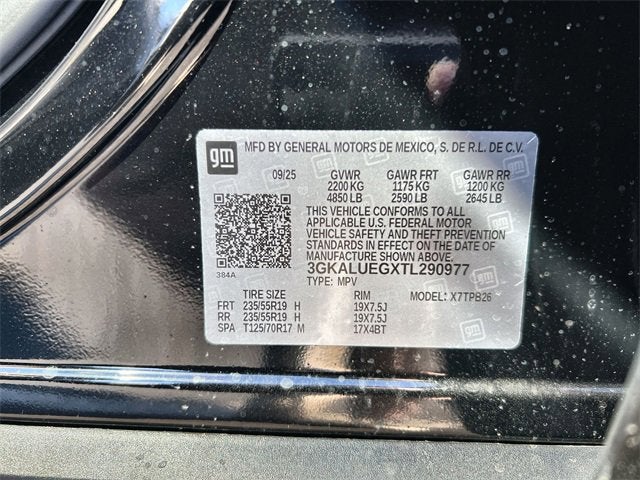 gm MFD BY GENERAL MOTORS DE MEXICO, S. DE R.L. DE C.V.
09/25 GVWR GAWR FRT GAWR RR
2200 KG 1175 KG 1200 KG
4850 LB 2590 LB 2645 LB
THIS VEHICLE CONFORMS TO ALL
APPLICABLE U.S. FEDERAL MOTOR
VEHICLE SAFETY AND THEFT PREVENTION
STANDARDS IN EFFECT ON THE DATE OF
MANUFACTURE SHOWN ABOVE.
384A 3GKALUEGXTL290977
TYPE: MPV MODEL: X7TPB26
TIRE SIZE RIM
FRT 235/55R19 H 19X7.5J
RR 235/55R19 H 19X7.5J
SPA T125/70R17 M 17X4BT